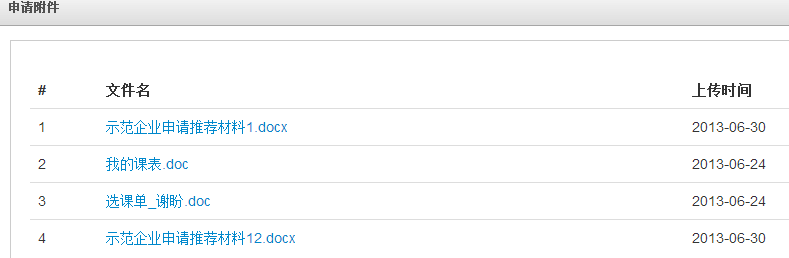 申请附件
# 文件名 上传时间
1 示范企业申请推荐材料1.docx 2013-06-30
2 我的课表.doc 2013-06-24
3 选课单_谢盼.doc 2013-06-24
4 示范企业申请推荐材料12.docx 2013-06-30